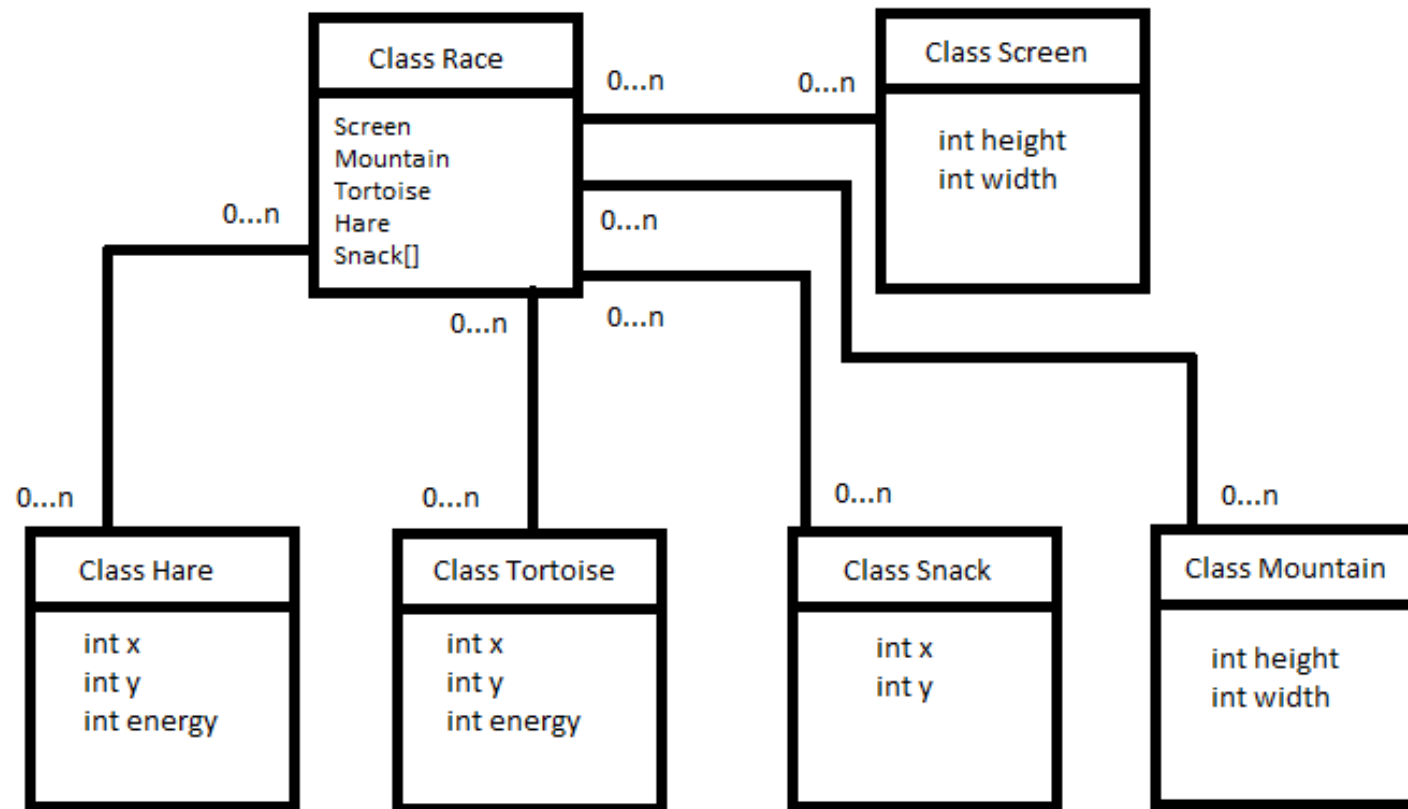 Class Race
Screen
Mountain
Tortoise
Hare
Snack[]
0...n
0...n
Class Screen
int height
int width
0...n
0...n
0...n
0...n
0...n
0...n
0...n
0...n
Class Hare
int x
int y
int energy
Class Tortoise
int x
int y
int energy
Class Snack
int x
int y
Class Mountain
int height
int width